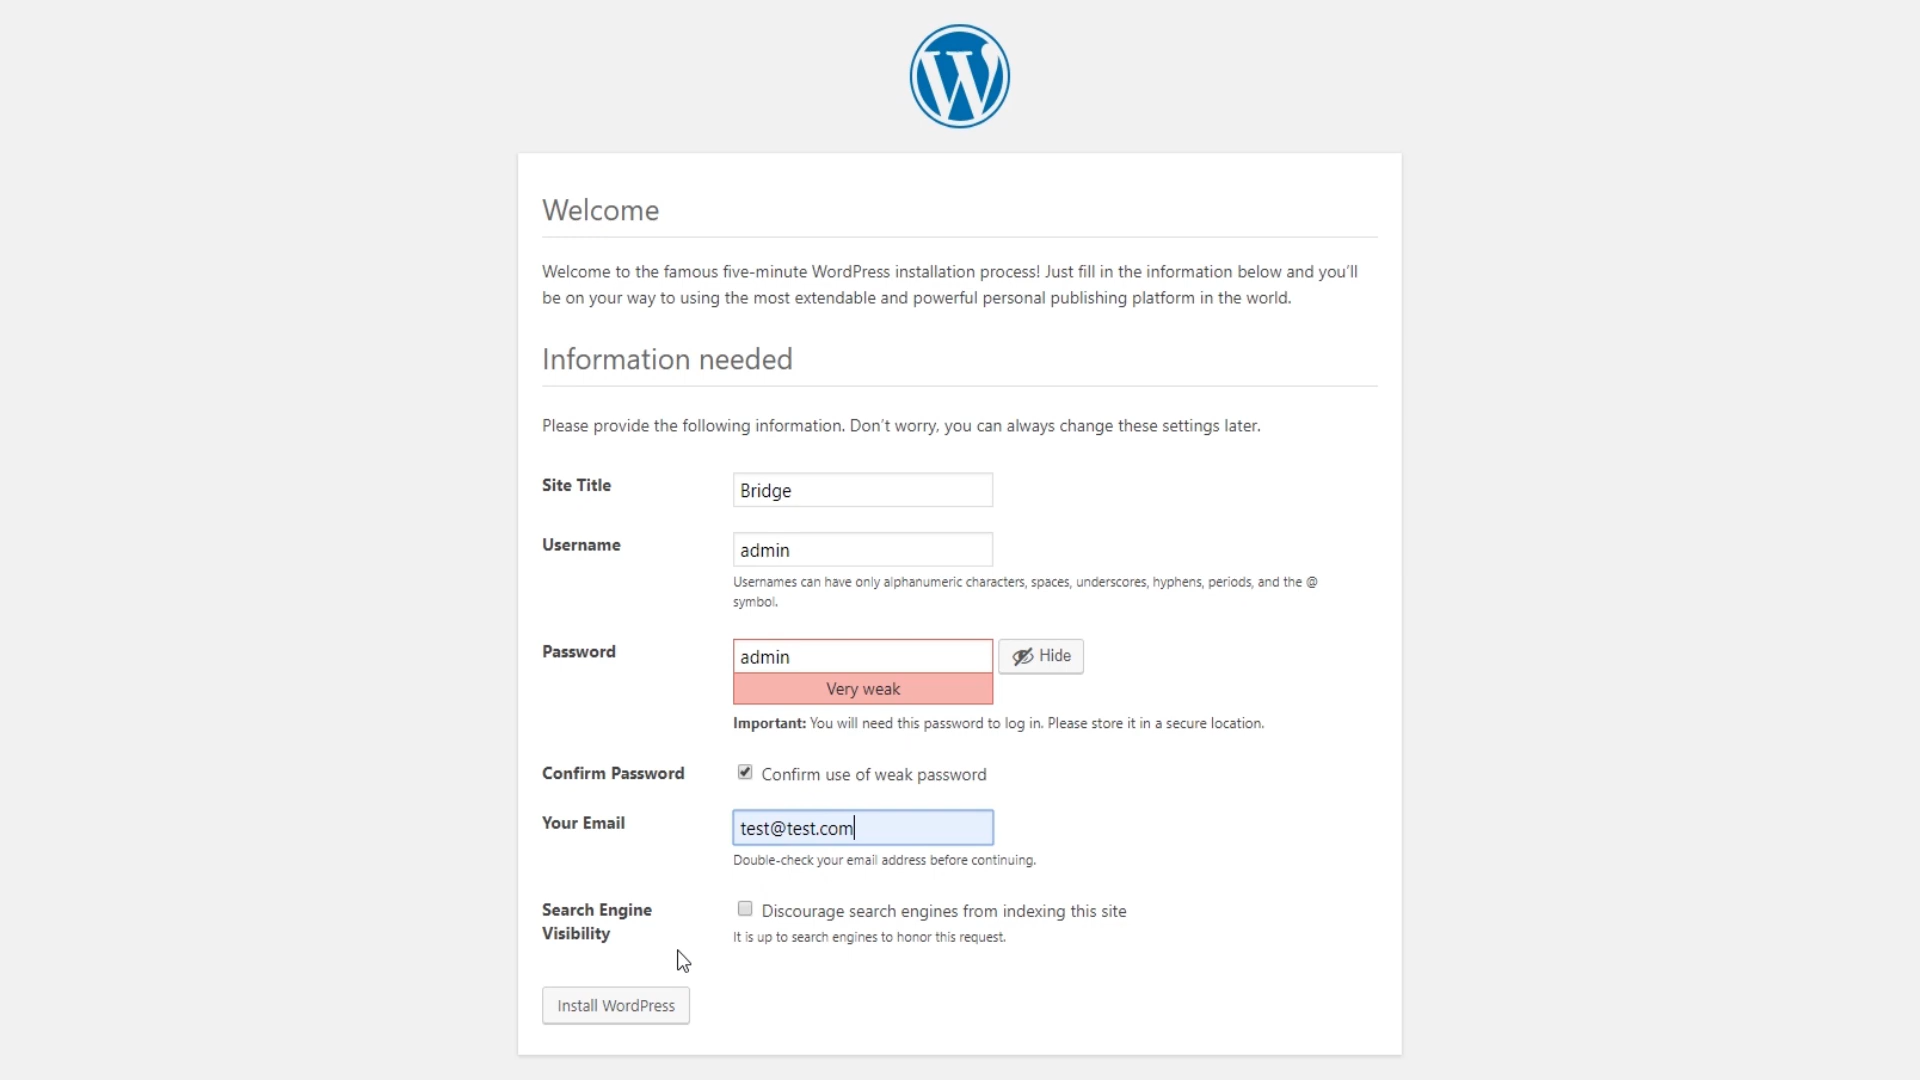 Welcome
Welcome to the famous five-minute WordPress installation process! Just fill in the information below and you’ll
be on your way to using the most extendable and powerful personal publishing platform in the world.
Information needed
Please provide the following information. Don’t worry, you can always change these settings later.
Site Title
Bridge
Username
admin
Usernames can have only alphanumeric characters, spaces, underscores, hyphens, periods, and the @
symbol.
Password
admin
Hide
Very weak
Important: You will need this password to log in. Please store it in a secure location.
Confirm Password
Confirm use of weak password
Your Email
test@test.com
Double-check your email address before continuing.
Search Engine
Visibility
Discourage search engines from indexing this site
It is up to search engines to honor this request.
Install WordPress